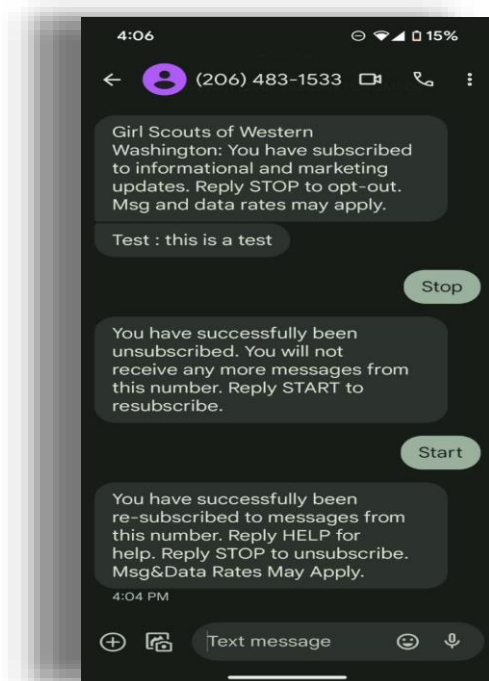 4:06 15%
(206) 483-1533
Girl Scouts of Western
Washington: You have subscribed
to informational and marketing
updates. Reply STOP to opt-out.
Msg and data rates may apply.
Test : this is a test
Stop
You have successfully been
unsubscribed. You will not
receive any more messages from
this number. Reply START to
resubscribe.
Start
You have successfully been
re-subscribed to messages from
this number. Reply HELP for
help. Reply STOP to unsubscribe.
Msg&Data Rates May Apply.
4:04 PM
Text message